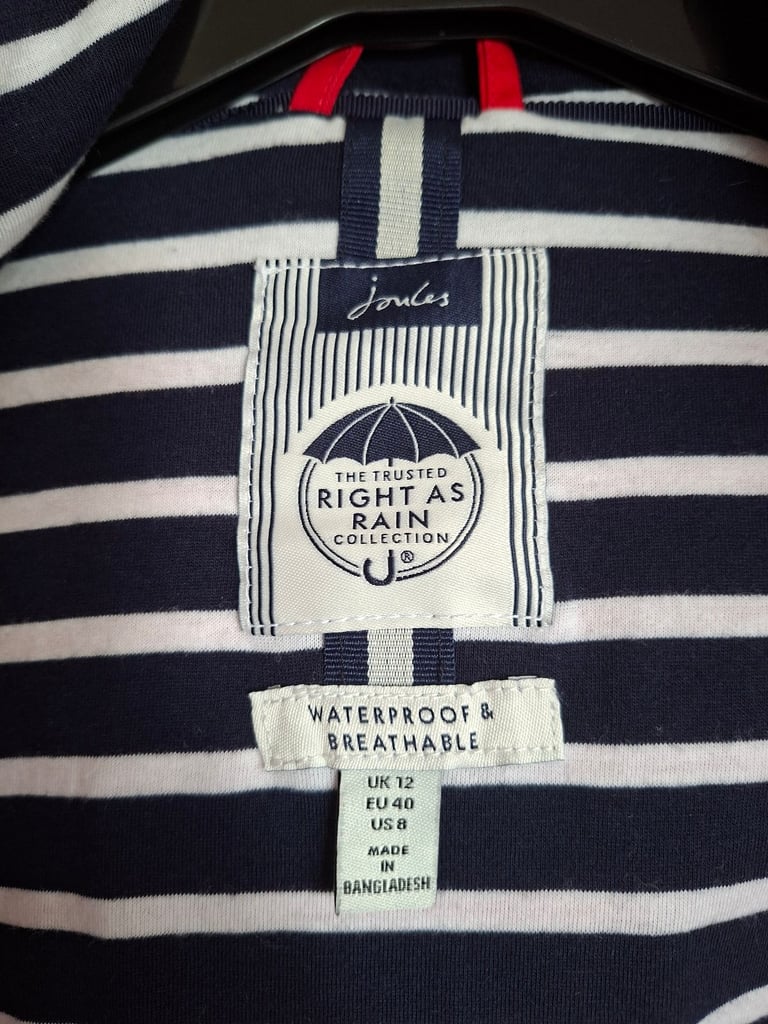 Joules
THE TRUSTED
RIGHT AS
RAIN
COLLECTION
®
WATERPROOF &
BREATHABLE
UK 12
EU 40
US 8
MADE
IN
BANGLADESH